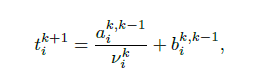 t_i^{k+1} = \frac{a_i^{k,k-1}}{\nu_i^k} + b_i^{k,k-1},